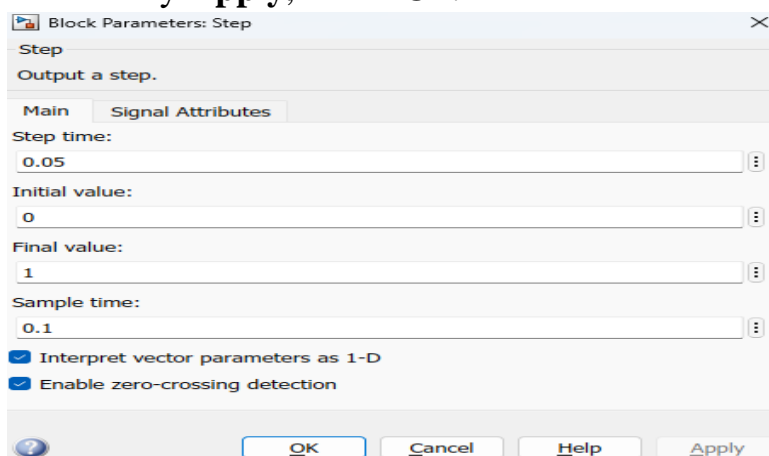 Block Parameters: Step
Step
Output a step.
Main Signal Attributes
Step time:
0.05
Initial value:
0
Final value:
1
Sample time:
0.1
Interpret vector parameters as 1-D
Enable zero-crossing detection
OK Cancel Help Apply